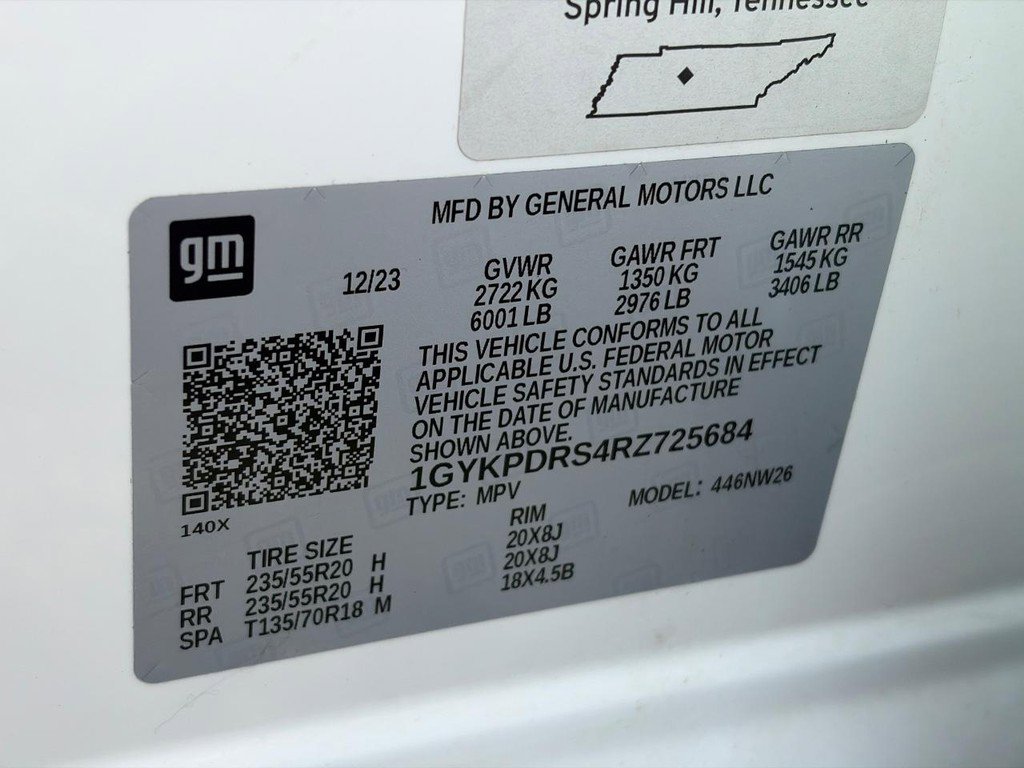 Spring Hill, Tennessee
MFD BY GENERAL MOTORS LLC
gm
12/23
GVWR GAWR FRT GAWR RR
2722 KG 1350 KG 1545 KG
6001 LB 2976 LB 3406 LB
THIS VEHICLE CONFORMS TO ALL
APPLICABLE U.S. FEDERAL MOTOR
VEHICLE SAFETY STANDARDS IN EFFECT
ON THE DATE OF MANUFACTURE
SHOWN ABOVE.
1GYKPDRS4RZ725684
TYPE: MPV MODEL: 446NW26
140X
TIRE SIZE RIM
FRT 235/55R20 H 20X8J
RR 235/55R20 H 20X8J
SPA T135/70R18 M 18X4.5B